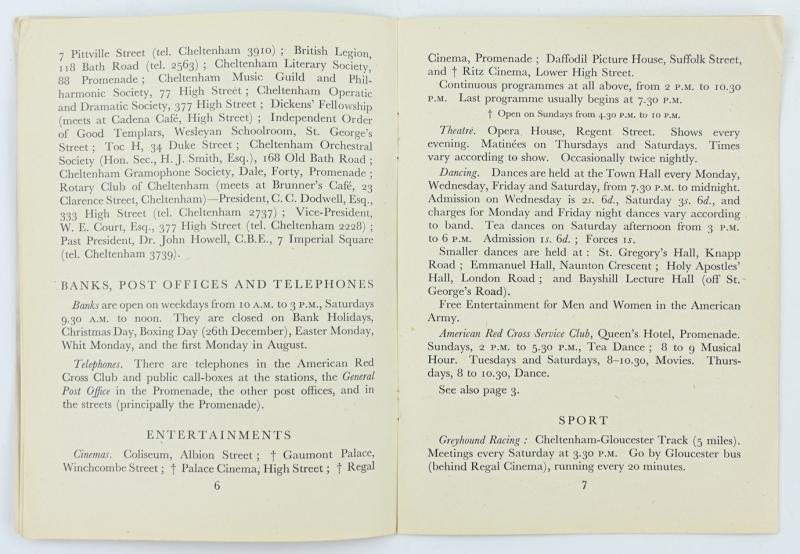 7 Pittville Street (tel. Cheltenham 3910) ; British Legion,
118 Bath Road (tel. 2563) ; Cheltenham Literary Society,
88 Promenade ; Cheltenham Music Guild and Phil-
harmonic Society, 77 High Street ; Cheltenham Operatic
and Dramatic Society, 377 High Street ; Dickens' Fellowship
(meets at Cadena Café, High Street) ; Independent Order
of Good Templars, Wesleyan Schoolroom, St. George's
Street ; Toc H, 34 Duke Street ; Cheltenham Orchestral
Society (Hon. Sec., H. J. Smith, Esq.), 168 Old Bath Road ;
Cheltenham Gramophone Society, Dale, Forty, Promenade ;
Rotary Club of Cheltenham (meets at Brunner's Café, 23
Clarence Street, Cheltenham)—President, C. C. Dodwell, Esq.,
333 High Street (tel. Cheltenham 2737) ; Vice-President,
W. E. Court, Esq., 377 High Street (tel. Cheltenham 2228) ;
Past President, Dr. John Howell, C.B.E., 7 Imperial Square
(tel. Cheltenham 3739).
BANKS, POST OFFICES AND TELEPHONES
Banks are open on weekdays from 10 A.M. to 3 P.M., Saturdays
9.30 A.M. to noon. They are closed on Bank Holidays,
Christmas Day, Boxing Day (26th December), Easter Monday,
Whit Monday, and the first Monday in August.
Telephones. There are telephones in the American Red
Cross Club and public call-boxes at the stations, the General
Post Office in the Promenade, the other post offices, and in
the streets (principally the Promenade).
ENTERTAINMENTS
Cinemas. Coliseum, Albion Street ; † Gaumont Palace,
Winchcombe Street ; † Palace Cinema, High Street ; † Regal
6
Cinema, Promenade ; Daffodil Picture House, Suffolk Street,
and † Ritz Cinema, Lower High Street.
Continuous programmes at all above, from 2 P.M. to 10.30
P.M. Last programme usually begins at 7.30 P.M.
† Open on Sundays from 4.30 P.M. to 10 P.M.
Theatre. Opera House, Regent Street. Shows every
evening. Matinées on Thursdays and Saturdays. Times
vary according to show. Occasionally twice nightly.
Dancing. Dances are held at the Town Hall every Monday,
Wednesday, Friday and Saturday, from 7.30 P.M. to midnight.
Admission on Wednesday is 2s. 6d., Saturday 3s. 6d., and
charges for Monday and Friday night dances vary according
to band. Tea dances on Saturday afternoon from 3 P.M.
to 6 P.M. Admission 1s. 6d. ; Forces 1s.
Smaller dances are held at : St. Gregory's Hall, Knapp
Road ; Emmanuel Hall, Naunton Crescent ; Holy Apostles'
Hall, London Road ; and Bayshill Lecture Hall (off St.
George's Road).
Free Entertainment for Men and Women in the American
Army.
American Red Cross Service Club, Queen's Hotel, Promenade.
Sundays, 2 P.M. to 5.30 P.M., Tea Dance ; 8 to 9 Musical
Hour. Tuesdays and Saturdays, 8–10.30, Movies. Thurs-
days, 8 to 10.30, Dance.
See also page 3.
SPORT
Greyhound Racing : Cheltenham-Gloucester Track (5 miles).
Meetings every Saturday at 3.30 P.M. Go by Gloucester bus
(behind Regal Cinema), running every 20 minutes.
7